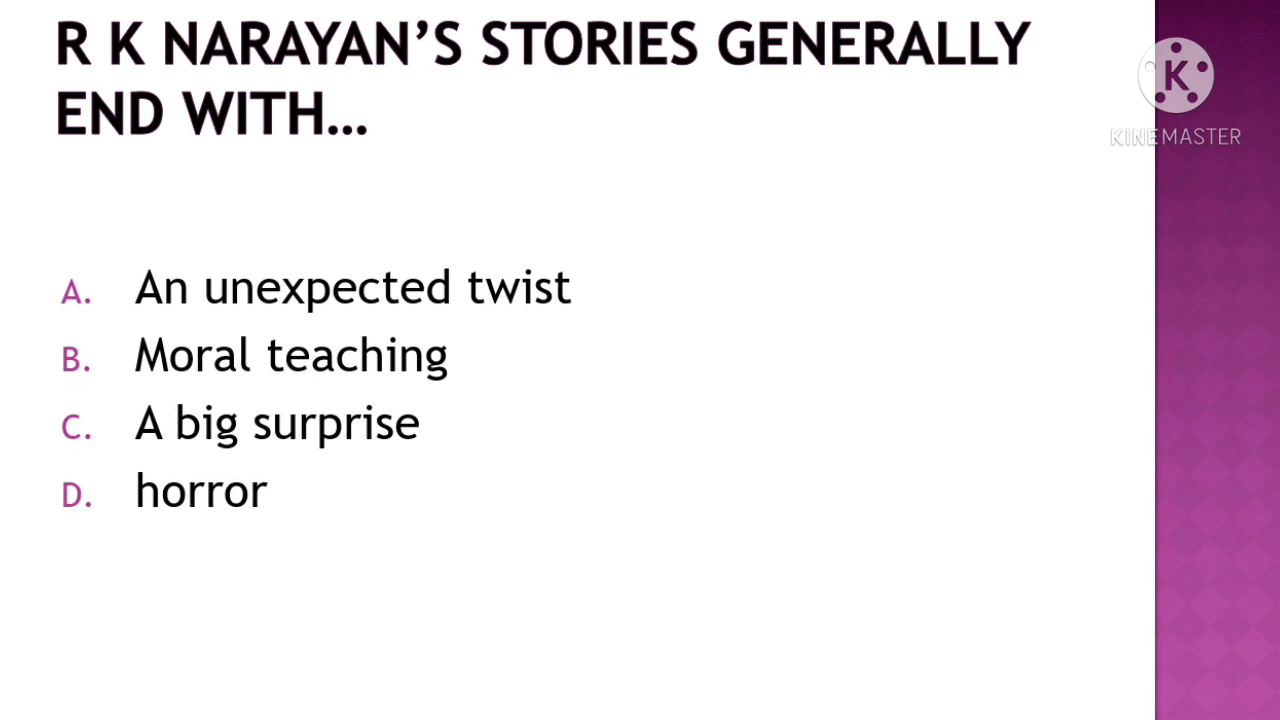 R K NARAYAN’S STORIES GENERALLY
END WITH…
K
KINEMASTER
A. An unexpected twist
B. Moral teaching
C. A big surprise
D. horror